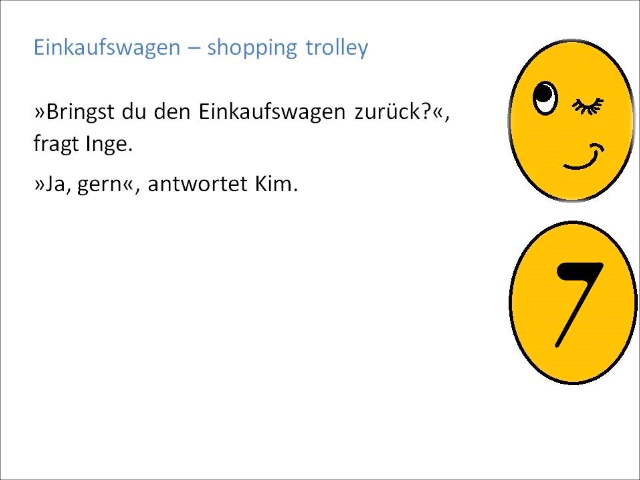 Einkaufswagen – shopping trolley
»Bringst du den Einkaufswagen zurück?«,
fragt Inge.
»Ja, gern«, antwortet Kim.
7